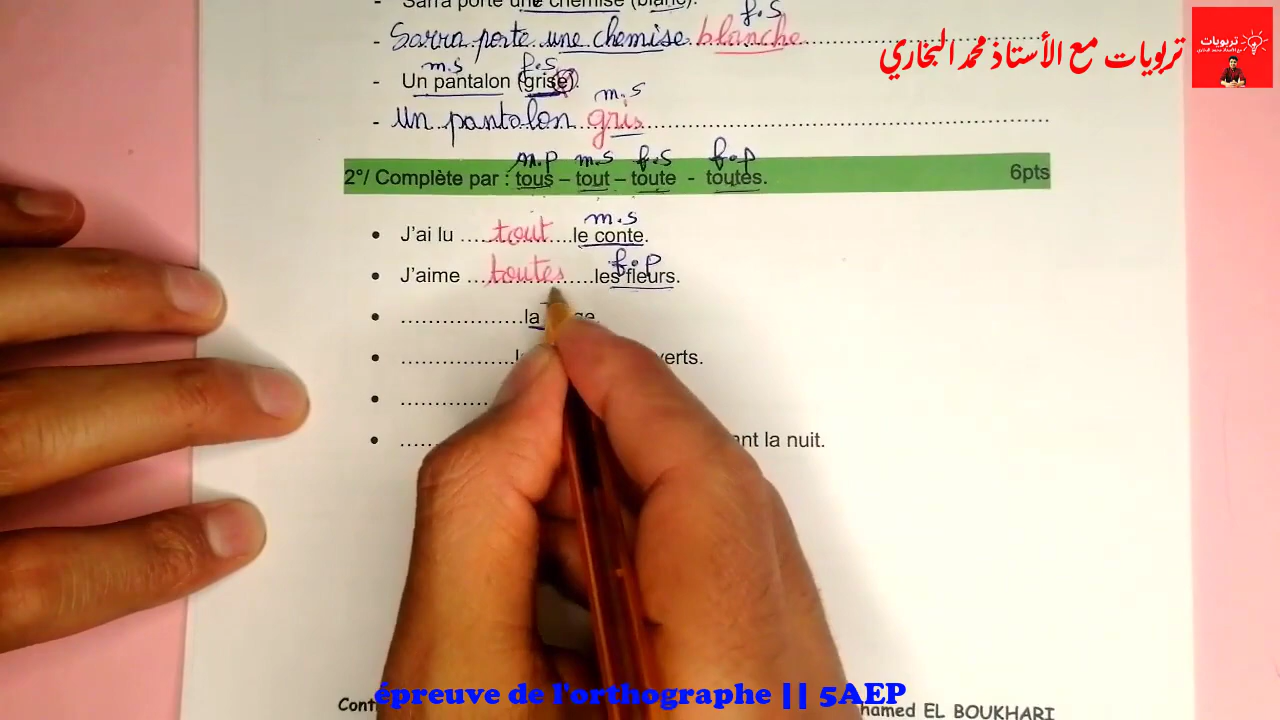 - Sarra porte une chemise (blanc).
f.S
- Sarra porte une chemise blanche
تربويات مع الأستاذ محمد البخاري
تربويات
m.s f.s
- Un pantalon (grise).
m.s
- Un pantalon gris
m.p m.s f.s f.p
2°/ Complète par : tous – tout – toute - toutes. 6pts
m.s
• J'ai lu ...tout...le conte.
f.p
• J'aime ...toutes...les fleurs.
• ………………la
• ……………… verts.
• …………
• …… la nuit.
Cont
hamed EL BOUKHARI
épreuve de l'orthographe || 5AEP